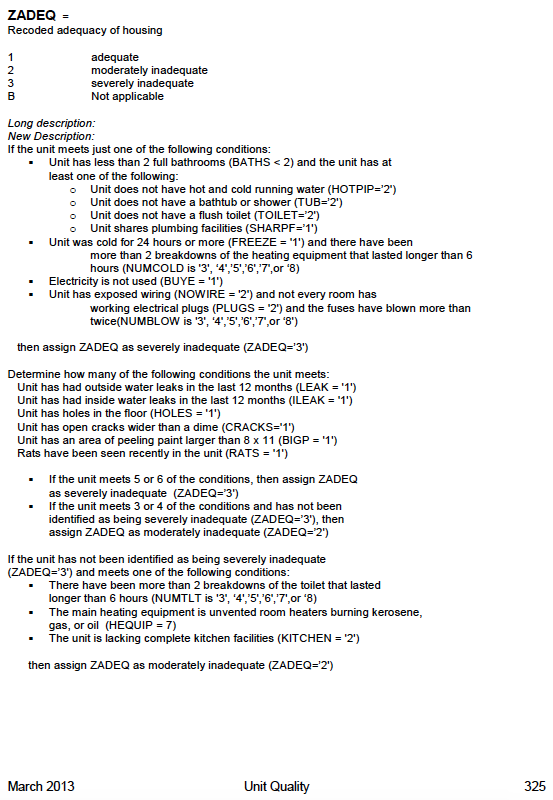 ZADEQ =
Recoded adequacy of housing
1 adequate
2 moderately inadequate
3 severely inadequate
B Not applicable
Long description:
New Description:
If the unit meets just one of the following conditions:
▪ Unit has less than 2 full bathrooms (BATHS < 2) and the unit has at
least one of the following:
o Unit does not have hot and cold running water (HOTPIP='2')
o Unit does not have a bathtub or shower (TUB='2')
o Unit does not have a flush toilet (TOILET='2')
o Unit shares plumbing facilities (SHARPF='1')
▪ Unit was cold for 24 hours or more (FREEZE = '1') and there have been
more than 2 breakdowns of the heating equipment that lasted longer than 6
hours (NUMCOLD is '3', '4','5','6','7',or '8)
▪ Electricity is not used (BUYE = '1')
▪ Unit has exposed wiring (NOWIRE = '2') and not every room has
working electrical plugs (PLUGS = '2') and the fuses have blown more than
twice(NUMBLOW is '3', '4','5','6','7',or '8')
then assign ZADEQ as severely inadequate (ZADEQ='3')
Determine how many of the following conditions the unit meets:
Unit has had outside water leaks in the last 12 months (LEAK = '1')
Unit has had inside water leaks in the last 12 months (ILEAK = '1')
Unit has holes in the floor (HOLES = '1')
Unit has open cracks wider than a dime (CRACKS='1')
Unit has an area of peeling paint larger than 8 x 11 (BIGP = '1')
Rats have been seen recently in the unit (RATS = '1')
▪ If the unit meets 5 or 6 of the conditions, then assign ZADEQ
as severely inadequate (ZADEQ='3')
▪ If the unit meets 3 or 4 of the conditions and has not been
identified as being severely inadequate (ZADEQ='3'), then
assign ZADEQ as moderately inadequate (ZADEQ='2')
If the unit has not been identified as being severely inadequate
(ZADEQ='3') and meets one of the following conditions:
▪ There have been more than 2 breakdowns of the toilet that lasted
longer than 6 hours (NUMTLT is '3', '4','5','6','7',or '8)
▪ The main heating equipment is unvented room heaters burning kerosene,
gas, or oil (HEQUIP = 7)
▪ The unit is lacking complete kitchen facilities (KITCHEN = '2')
then assign ZADEQ as moderately inadequate (ZADEQ='2')
March 2013 Unit Quality 325